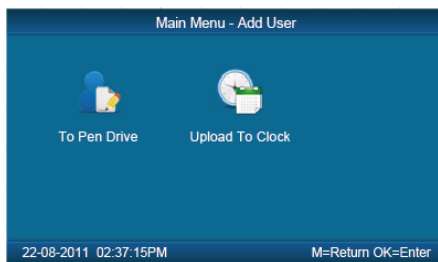 Main Menu - Add User
To Pen Drive Upload To Clock
22-08-2011 02:37:15PM M=Return OK=Enter